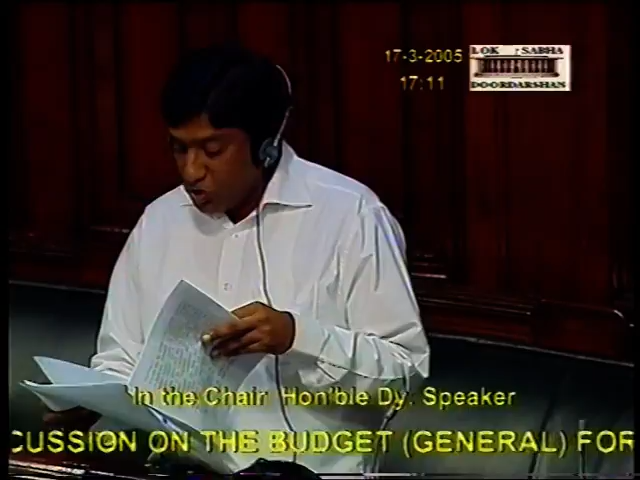 17-3-2005
17:11
LOK SABHA
DOORDARSHAN
In the Chair Hon'ble Dy. Speaker
CUSSION ON THE BUDGET (GENERAL) FOR